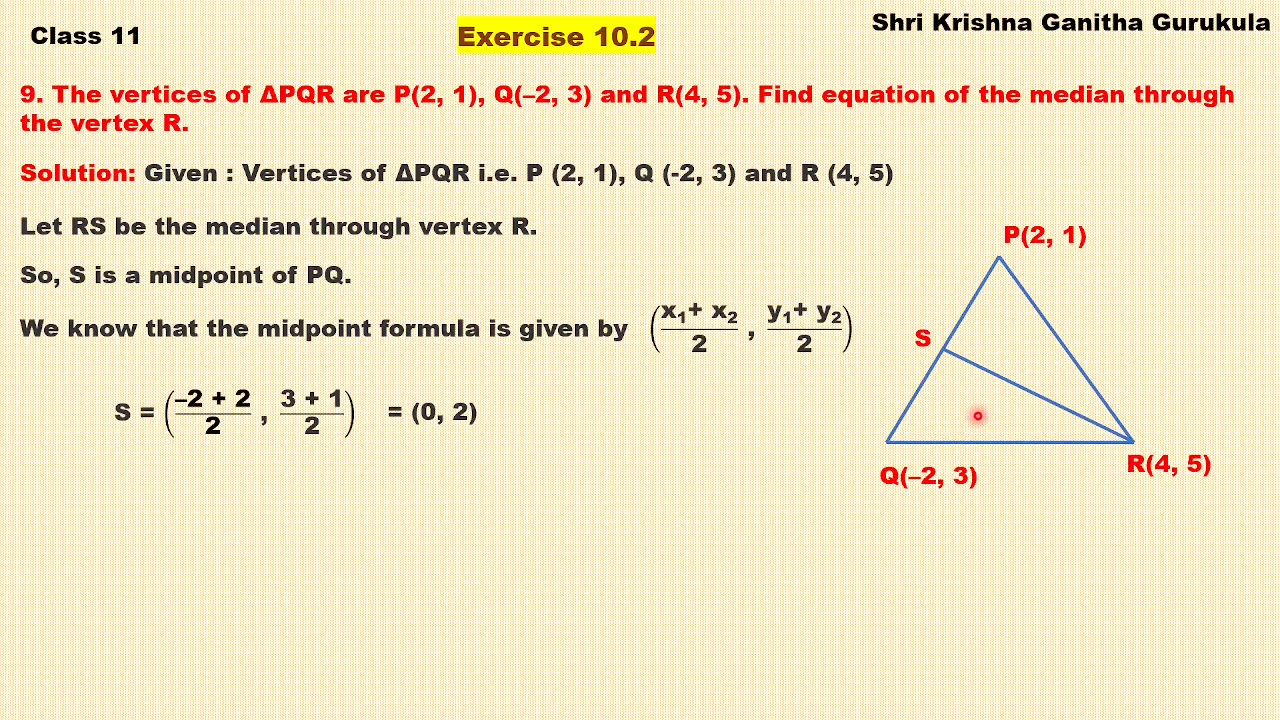 Class 11
Exercise 10.2
Shri Krishna Ganitha Gurukula
9. The vertices of ΔPQR are P(2, 1), Q(–2, 3) and R(4, 5). Find equation of the median through
the vertex R.
Solution: Given : Vertices of ΔPQR i.e. P (2, 1), Q (-2, 3) and R (4, 5)
Let RS be the median through vertex R.
So, S is a midpoint of PQ.
We know that the midpoint formula is given by (x₁+ x₂/2 , y₁+ y₂/2)
S = (–2 + 2/2 , 3 + 1/2) = (0, 2)
P(2, 1)
S
Q(–2, 3)
R(4, 5)